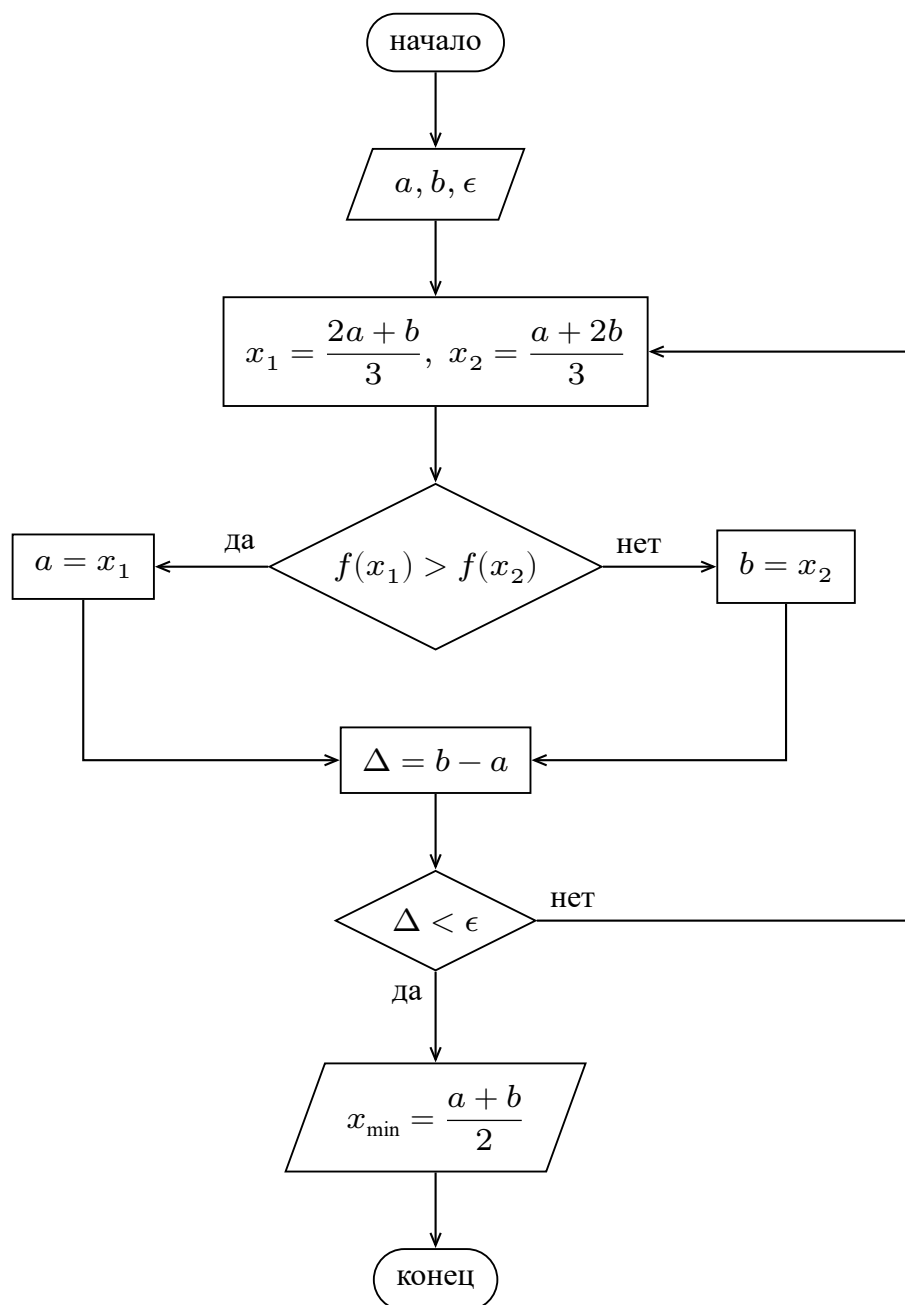 начало
a, b, ϵ
x₁ = (2a + b)/3, x₂ = (a + 2b)/3
да
нет
a = x₁
f(x₁) > f(x₂)
b = x₂
Δ = b − a
нет
Δ < ϵ
да
x_min = (a + b)/2
конец